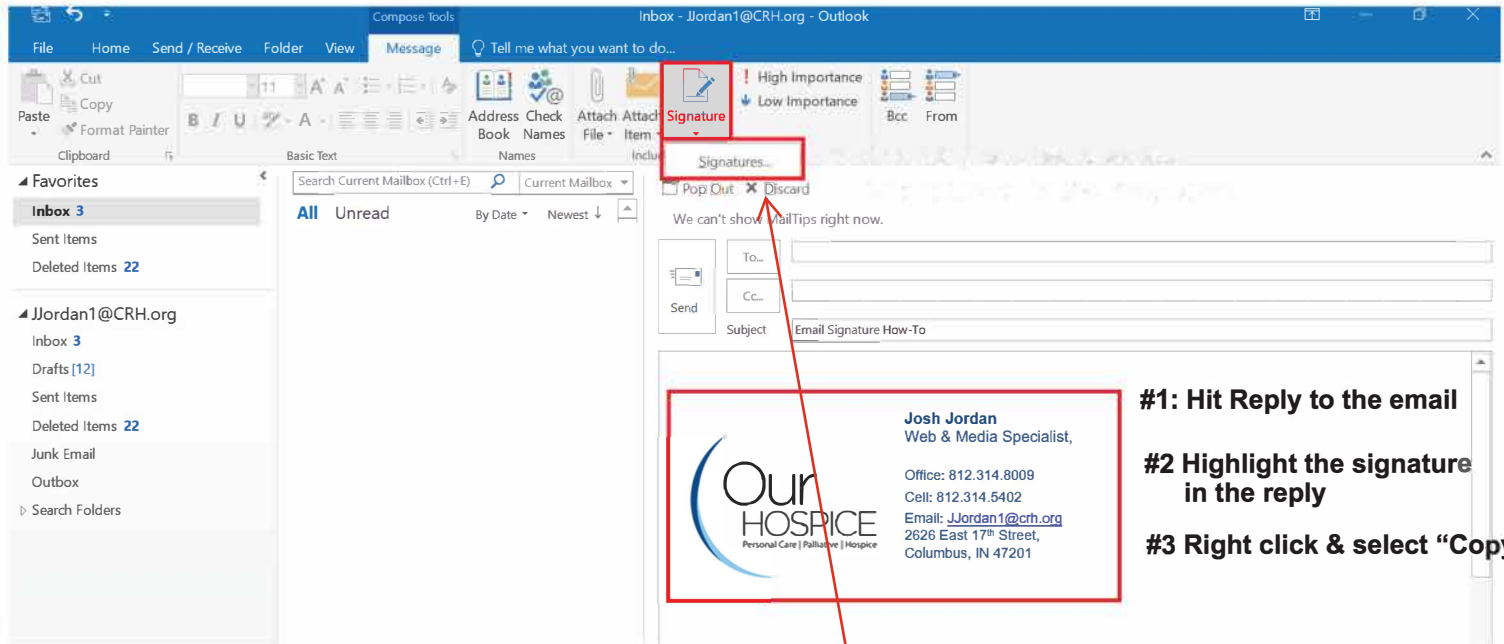 Compose Tools
Inbox - JJordan1@CRH.org - Outlook
File Home Send / Receive Folder View Message Tell me what you want to do...
Paste
Cut
Copy
Format Painter
Clipboard
11
B I U
Basic Text
Address Book
Check Names
Names
Attach File
Attach Item
Signature
Signatures...
High Importance
Low Importance
Bcc From
Favorites
Inbox 3
Sent Items
Deleted Items 22
JJordan1@CRH.org
Inbox 3
Drafts [12]
Sent Items
Deleted Items 22
Junk Email
Outbox
Search Folders
Search Current Mailbox (Ctrl+E) Current Mailbox
All Unread By Date Newest ↓
Pop Out Discard
We can't show MailTips right now.
Send
To...
Cc...
Subject Email Signature How-To
Our
HOSPICE
Personal Care | Palliative | Hospice
Josh Jordan
Web & Media Specialist,
Office: 812.314.8009
Cell: 812.314.5402
Email: JJordan1@crh.org
2626 East 17th Street,
Columbus, IN 47201
#1: Hit Reply to the email
#2 Highlight the signature
in the reply
#3 Right click & select “Copy